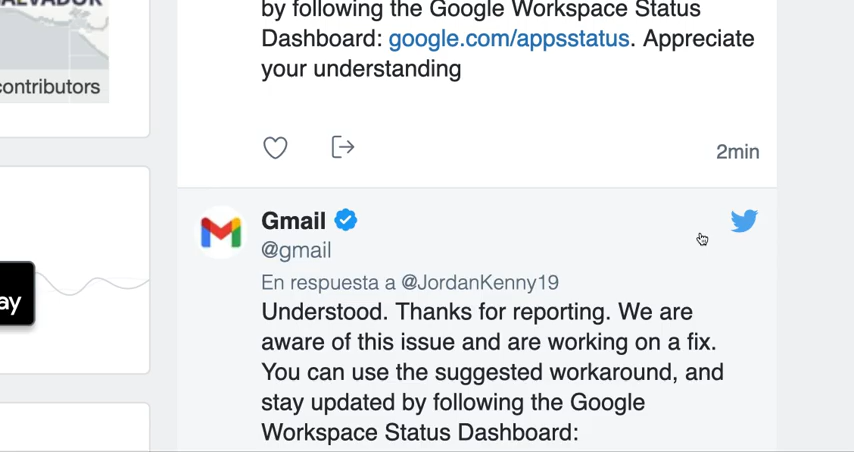 by following the Google Workspace Status
Dashboard: google.com/appsstatus. Appreciate
your understanding
contributors
2min
Gmail
@gmail
En respuesta a @JordanKenny19
Understood. Thanks for reporting. We are
aware of this issue and are working on a fix.
You can use the suggested workaround, and
stay updated by following the Google
Workspace Status Dashboard:
ay